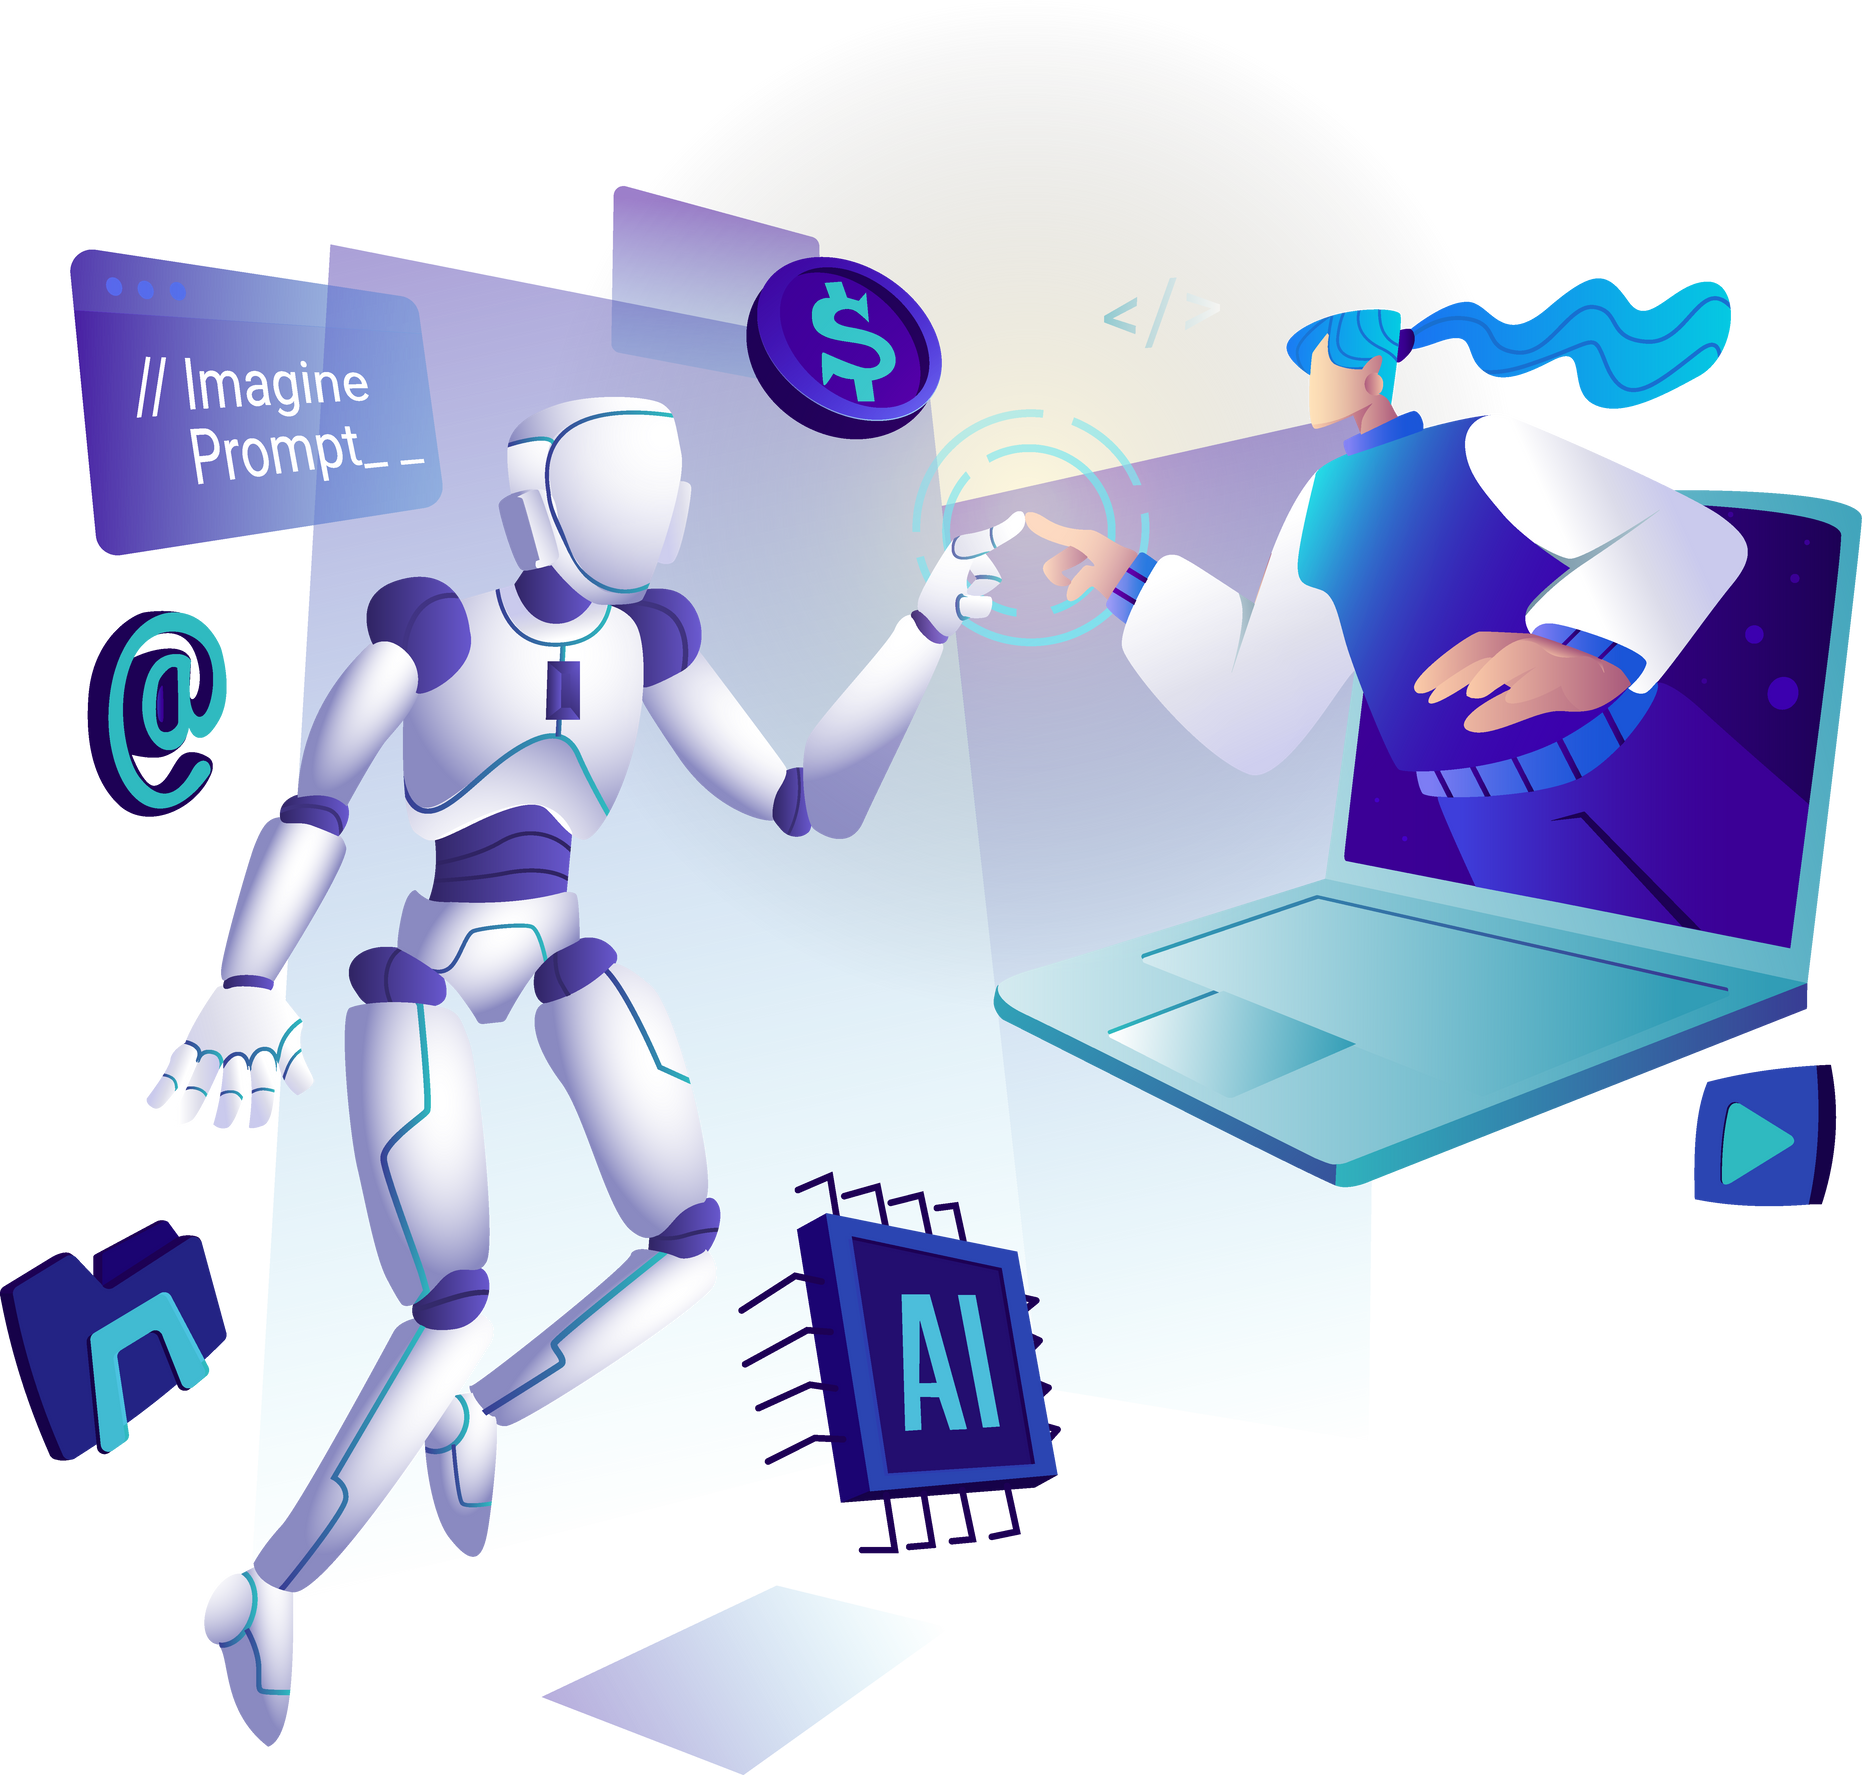 // Imagine
Prompt_ _
$
</>
@
AI